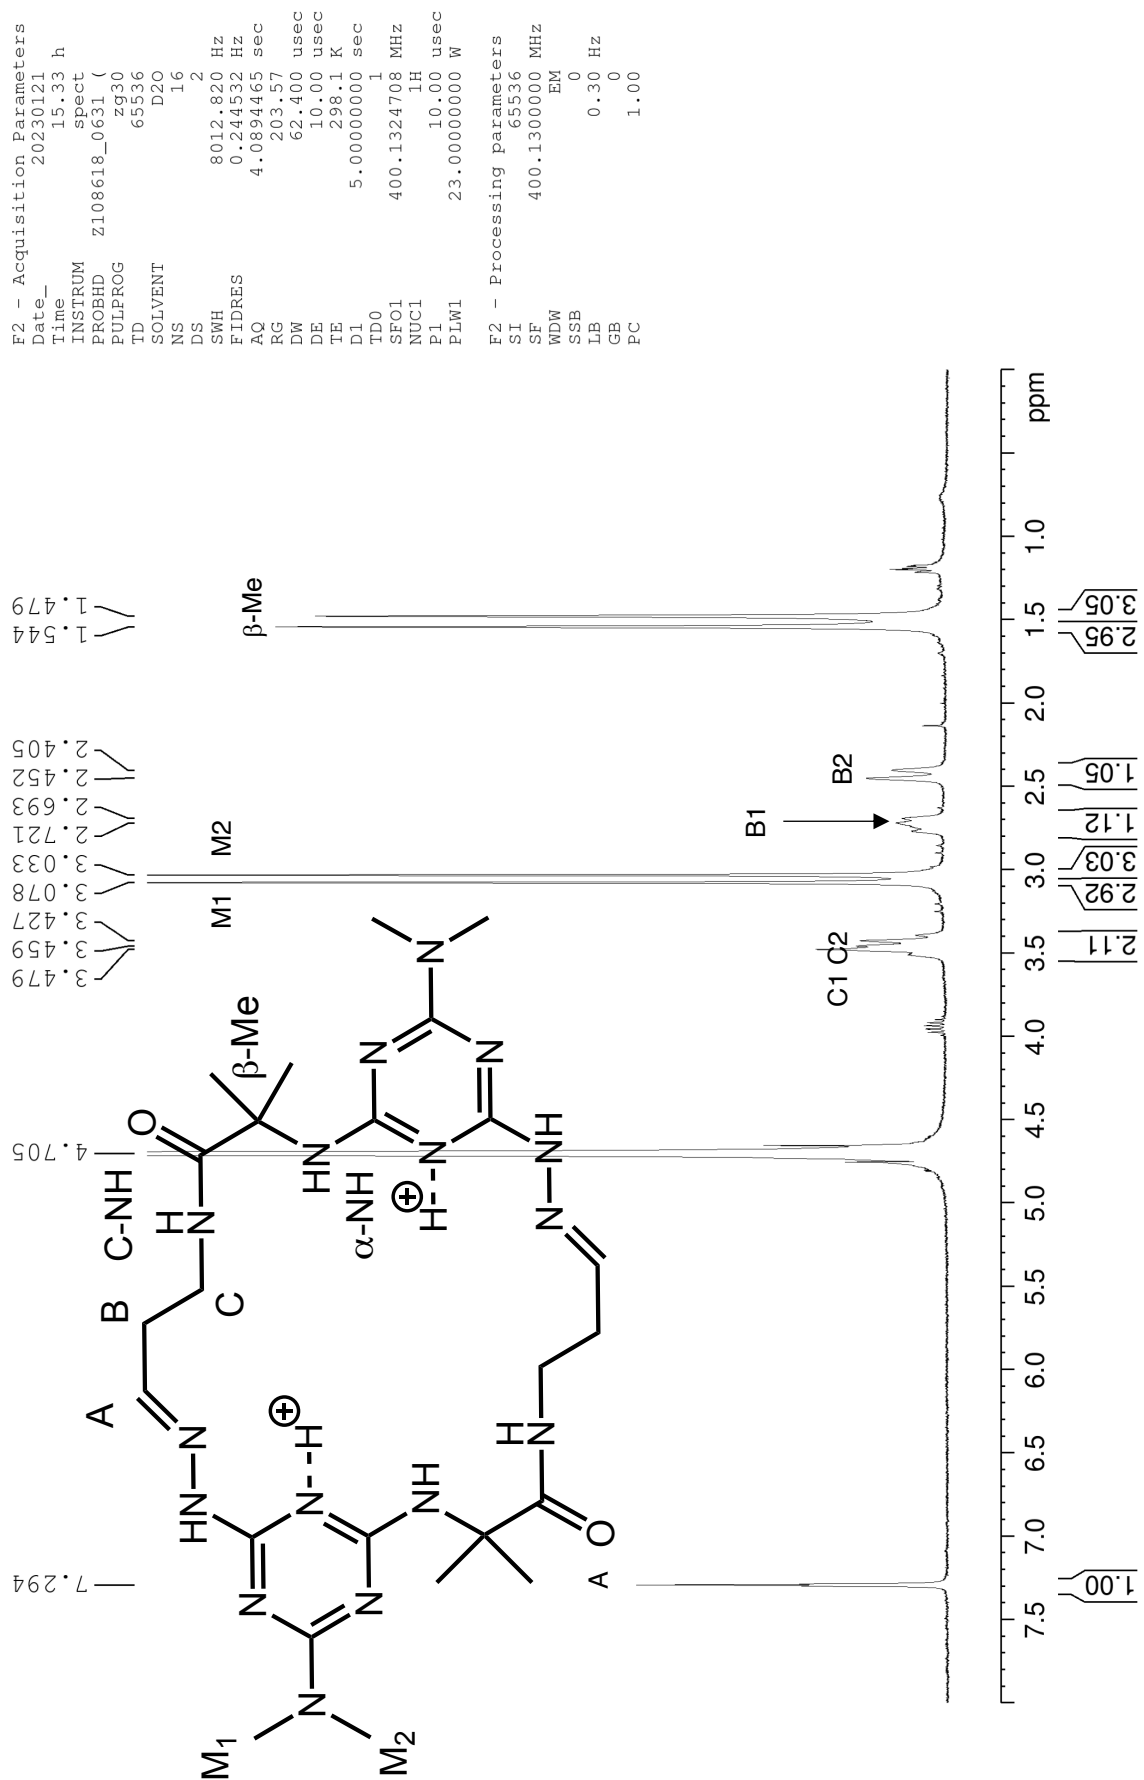 F2 - Acquisition Parameters
Date_ 20230121
Time 15.33 h
INSTRUM spect
PROBHD Z108618_0631 (
PULPROG zg30
TD 65536
SOLVENT D2O
NS 16
DS 2
SWH 8012.820 Hz
FIDRES 0.244532 Hz
AQ 4.0894465 sec
RG 203.57
DW 62.400 usec
DE 10.00 usec
TE 298.1 K
D1 5.00000000 sec
TD0 1
SFO1 400.1324708 MHz
NUC1 1H
P1 10.00 usec
PLW1 23.00000000 W
F2 - Processing parameters
SI 65536
SF 400.1300000 MHz
WDW EM
SSB 0
LB 0.30 Hz
GB 0
PC 1.00
7.294
4.705
3.479
3.459
3.427
3.078
3.033
2.721
2.693
2.452
2.405
1.544
1.479
A
B
C-NH
O
HN
N
H
N
C
β-Me
HN
α-NH
⊕
H
N
N
N
N
M1
M2
N
N
N
H
⊕
NH
O
H
N
N
N
H
M1 M2
β-Me
B1
B2
C1 C2
A
7.5 7.0 6.5 6.0 5.5 5.0 4.5 4.0 3.5 3.0 2.5 2.0 1.5 1.0 ppm
1.00
2.11
2.92
3.03
1.12
1.05
2.95
3.05